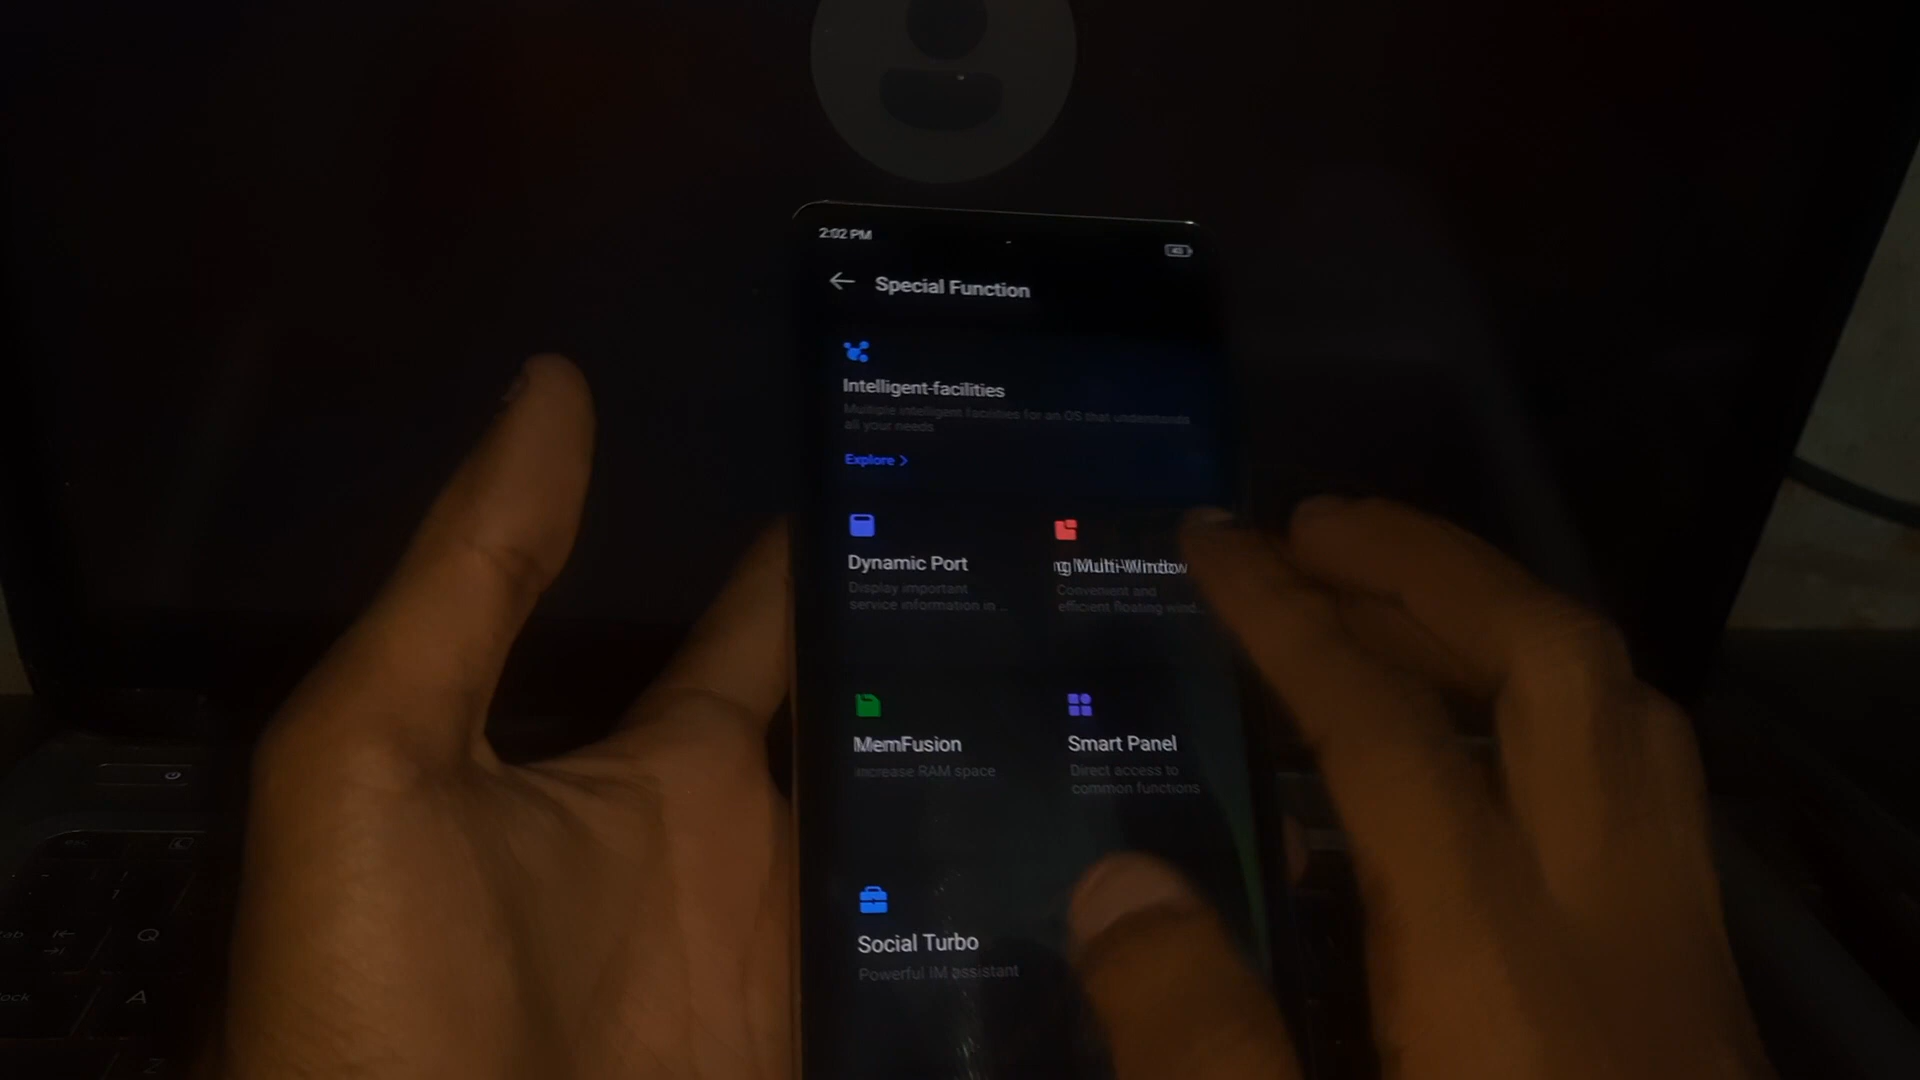 2:02 PM
Special Function
Intelligent-facilities
Multiple intelligent facilities for an OS that understands
all your needs
Explore >
Dynamic Port
Display important
service information in ...
ng Multi-Window
Convenient and
efficient floating wind...
MemFusion
Increase RAM space
Smart Panel
Direct access to
common functions
Social Turbo
Powerful IM assistant
Q
A
Z